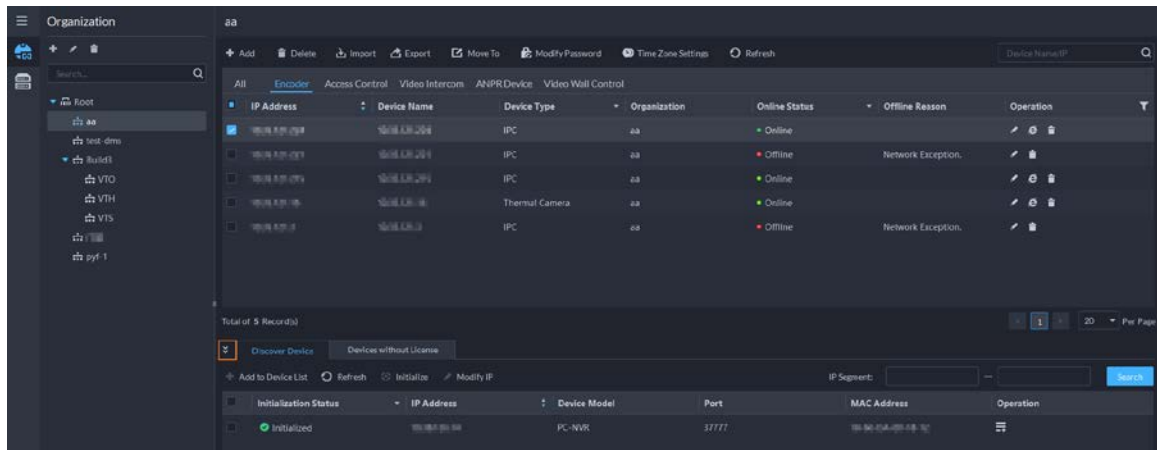 Organization
aa
Add Delete Import Export Move To Modify Password Time Zone Settings Refresh Device Name/IP
Search...
All Encoder Access Control Video Intercom ANPR Device Video Wall Control
Root
IP Address Device Name Device Type Organization Online Status Offline Reason Operation
aa
IPC aa Online
test-dms
IPC aa Offline Network Exception.
VTO
IPC aa Online
VTH
Thermal Camera aa Online
VTS
IPC aa Offline Network Exception.
pyf-1
Total of 5 Record(s)
1 20 Per Page
Discover Device Devices without License
Add to Device List Refresh Initialize Modify IP IP Segment: Search
Initialization Status IP Address Device Model Port MAC Address Operation
Initialized PC-NVR 37777